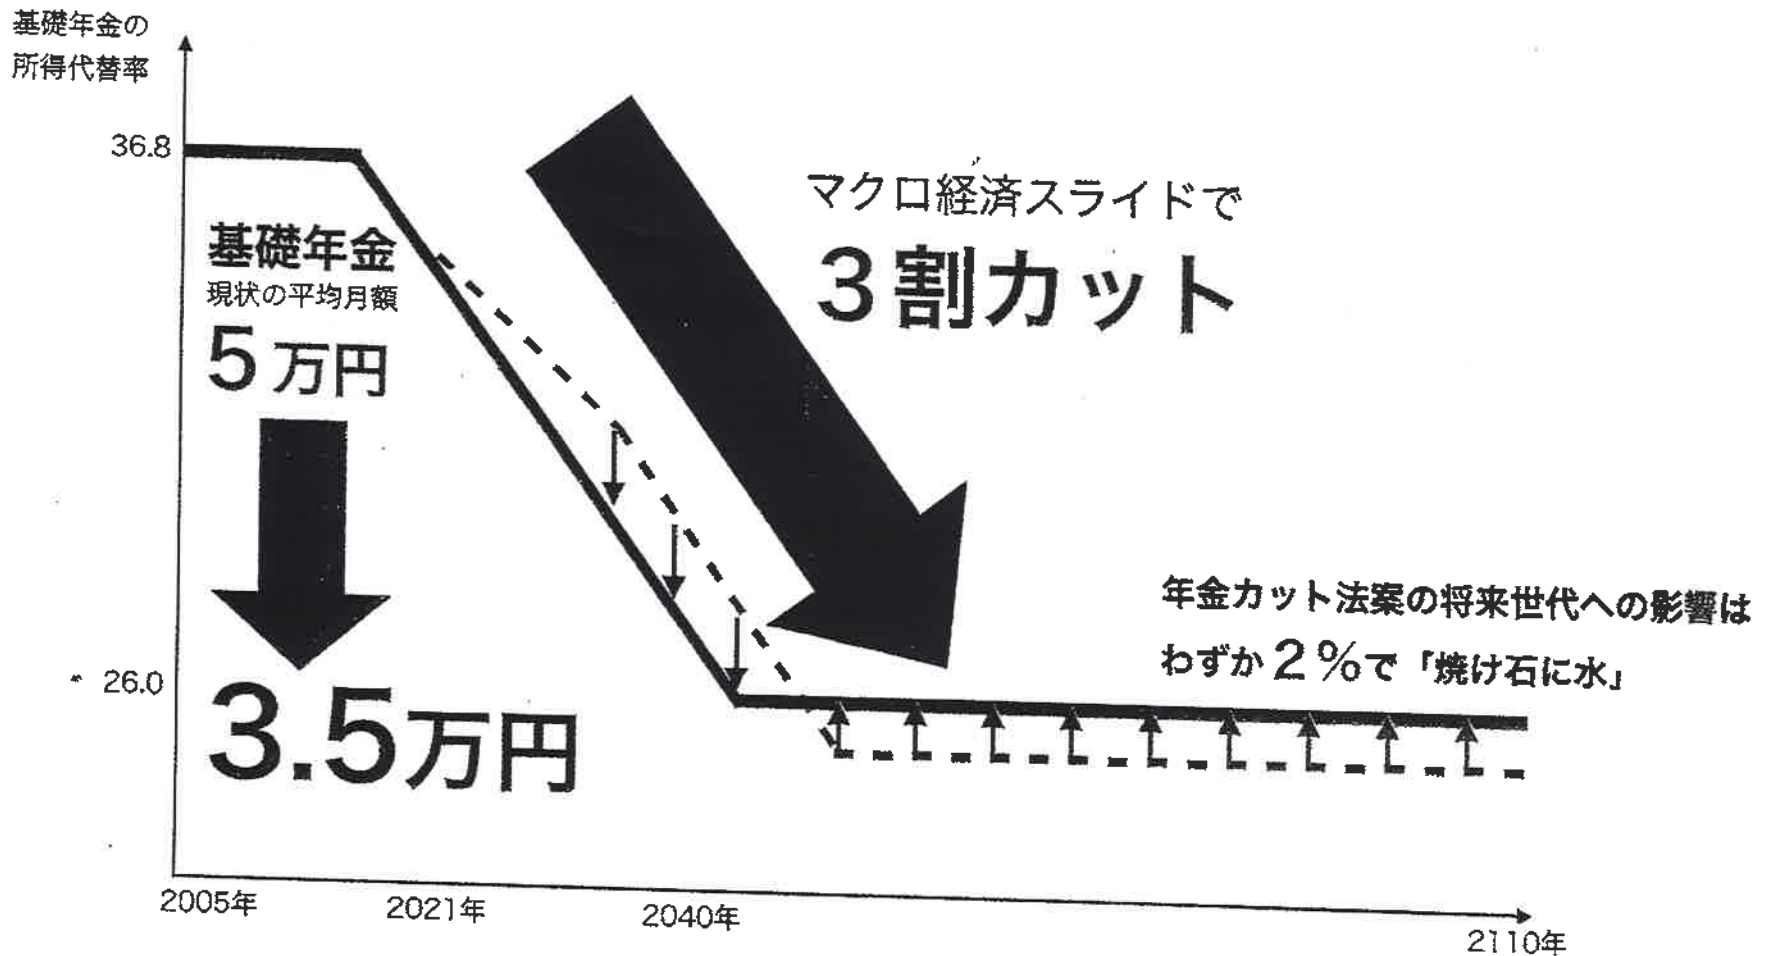 基礎年金の
所得代替率
36.8
マクロ経済スライドで
3割カット
基礎年金
現状の平均月額
5万円
年金カット法案の将来世代への影響は
わずか2%で「焼け石に水」
26.0
3.5万円
2005年
2021年
2040年
2110年